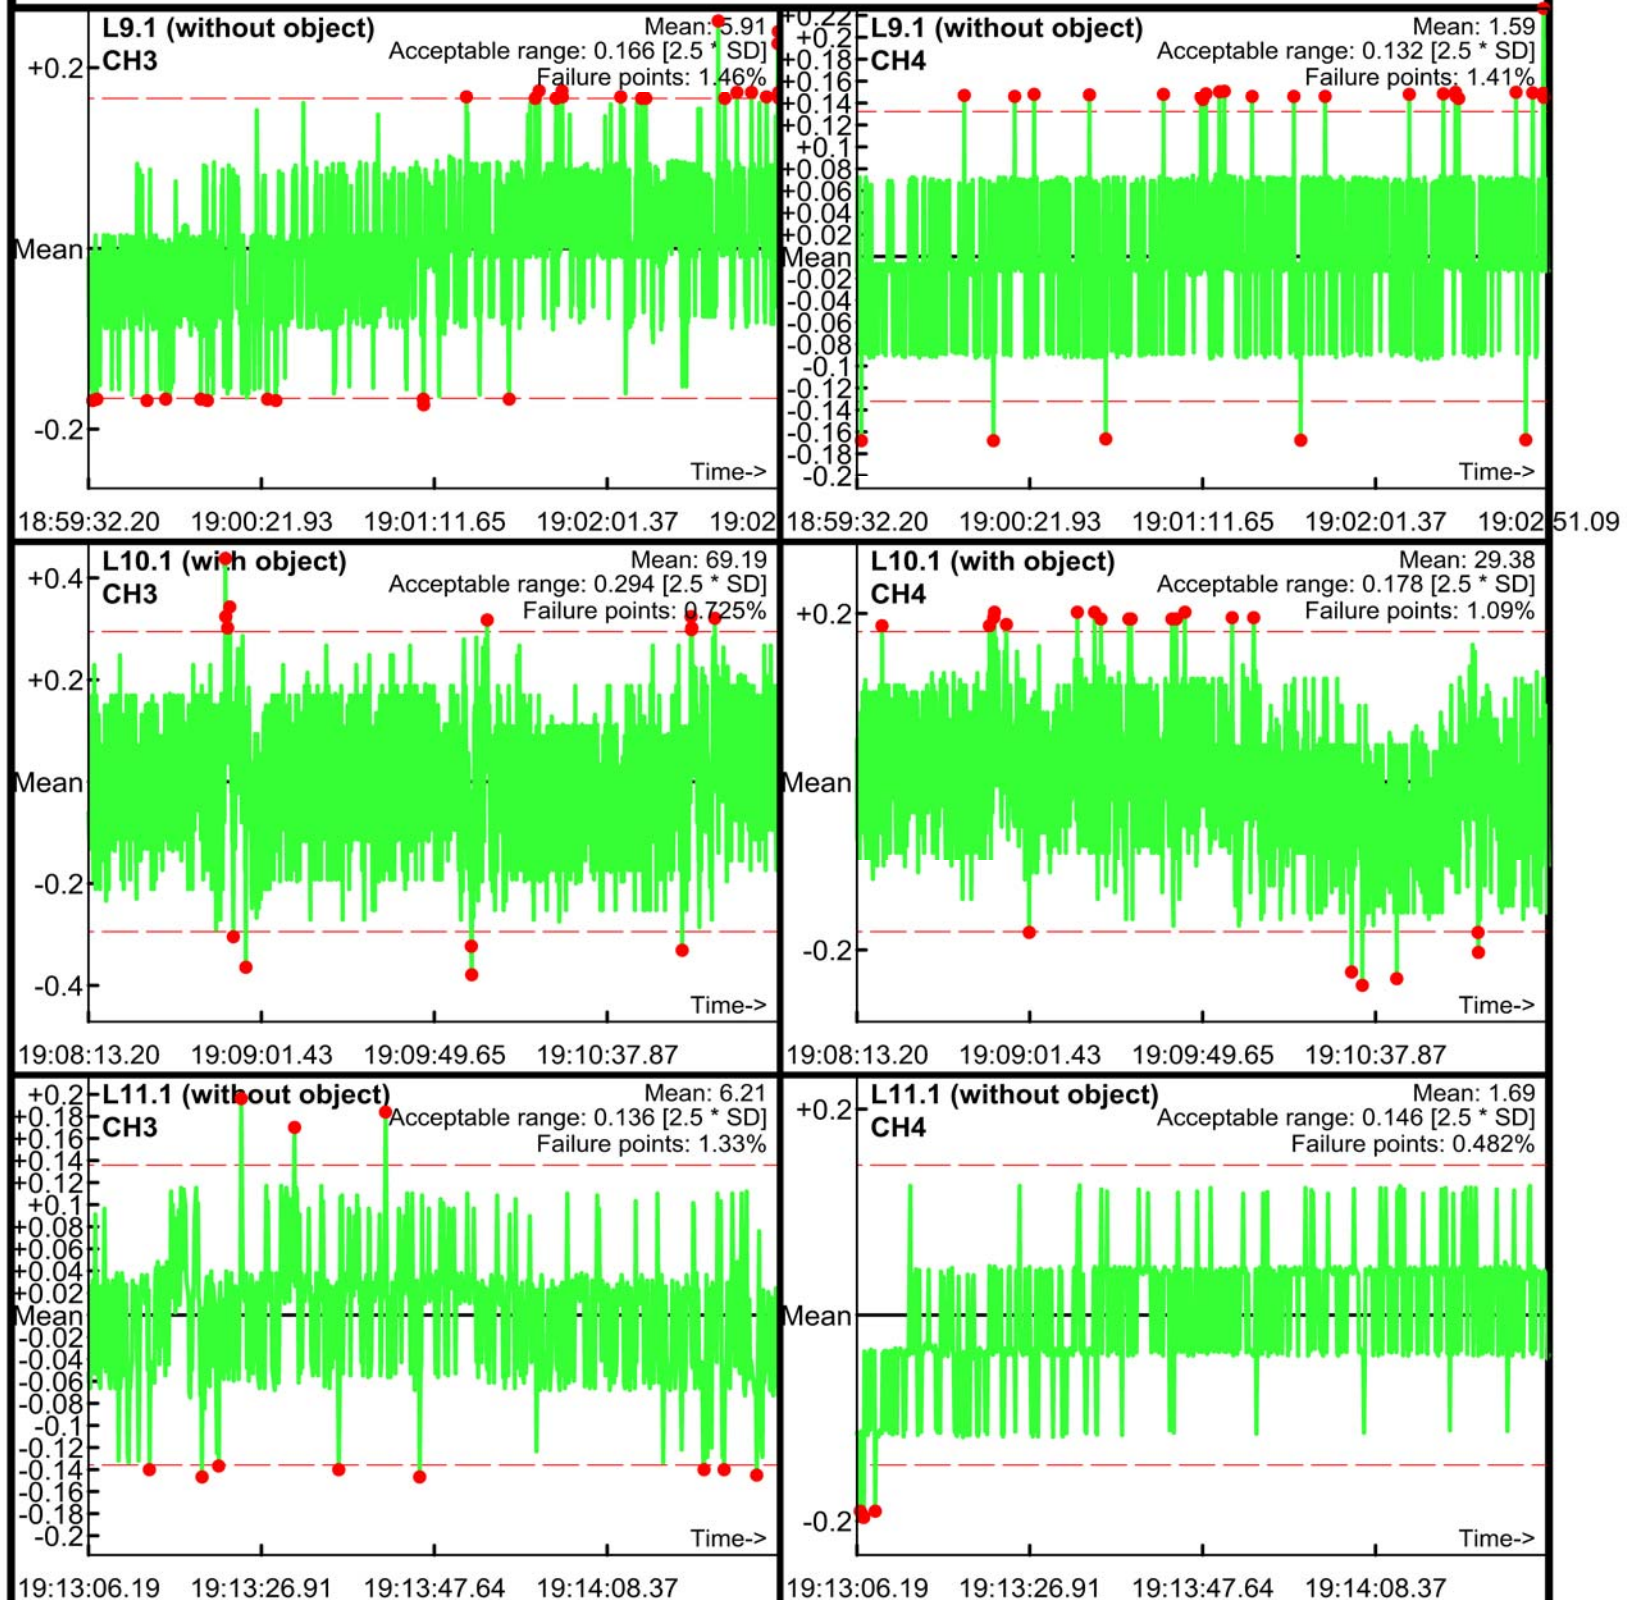 L9.1 (without object)
CH3
Mean: 5.91
Acceptable range: 0.166 [2.5 * SD]
Failure points: 1.46%
+0.2
Mean
-0.2
Time->
18:59:32.20 19:00:21.93 19:01:11.65 19:02:01.37 19:02
L9.1 (without object)
CH4
Mean: 1.59
Acceptable range: 0.132 [2.5 * SD]
Failure points: 1.41%
+0.22
+0.2
+0.18
+0.16
+0.14
+0.12
+0.1
+0.08
+0.06
+0.04
+0.02
Mean
-0.02
-0.04
-0.06
-0.08
-0.1
-0.12
-0.14
-0.16
-0.18
-0.2
Time->
18:59:32.20 19:00:21.93 19:01:11.65 19:02:01.37 19:02:51.09
L10.1 (with object)
CH3
Mean: 69.19
Acceptable range: 0.294 [2.5 * SD]
Failure points: 0.725%
+0.4
+0.2
Mean
-0.2
-0.4
Time->
19:08:13.20 19:09:01.43 19:09:49.65 19:10:37.87
L10.1 (with object)
CH4
Mean: 29.38
Acceptable range: 0.178 [2.5 * SD]
Failure points: 1.09%
+0.2
Mean
-0.2
Time->
19:08:13.20 19:09:01.43 19:09:49.65 19:10:37.87
L11.1 (without object)
CH3
Mean: 6.21
Acceptable range: 0.136 [2.5 * SD]
Failure points: 1.33%
+0.2
+0.18
+0.16
+0.14
+0.12
+0.1
+0.08
+0.06
+0.04
+0.02
Mean
-0.02
-0.04
-0.06
-0.08
-0.1
-0.12
-0.14
-0.16
-0.18
-0.2
Time->
19:13:06.19 19:13:26.91 19:13:47.64 19:14:08.37
L11.1 (without object)
CH4
Mean: 1.69
Acceptable range: 0.146 [2.5 * SD]
Failure points: 0.482%
+0.2
Mean
-0.2
Time->
19:13:06.19 19:13:26.91 19:13:47.64 19:14:08.37